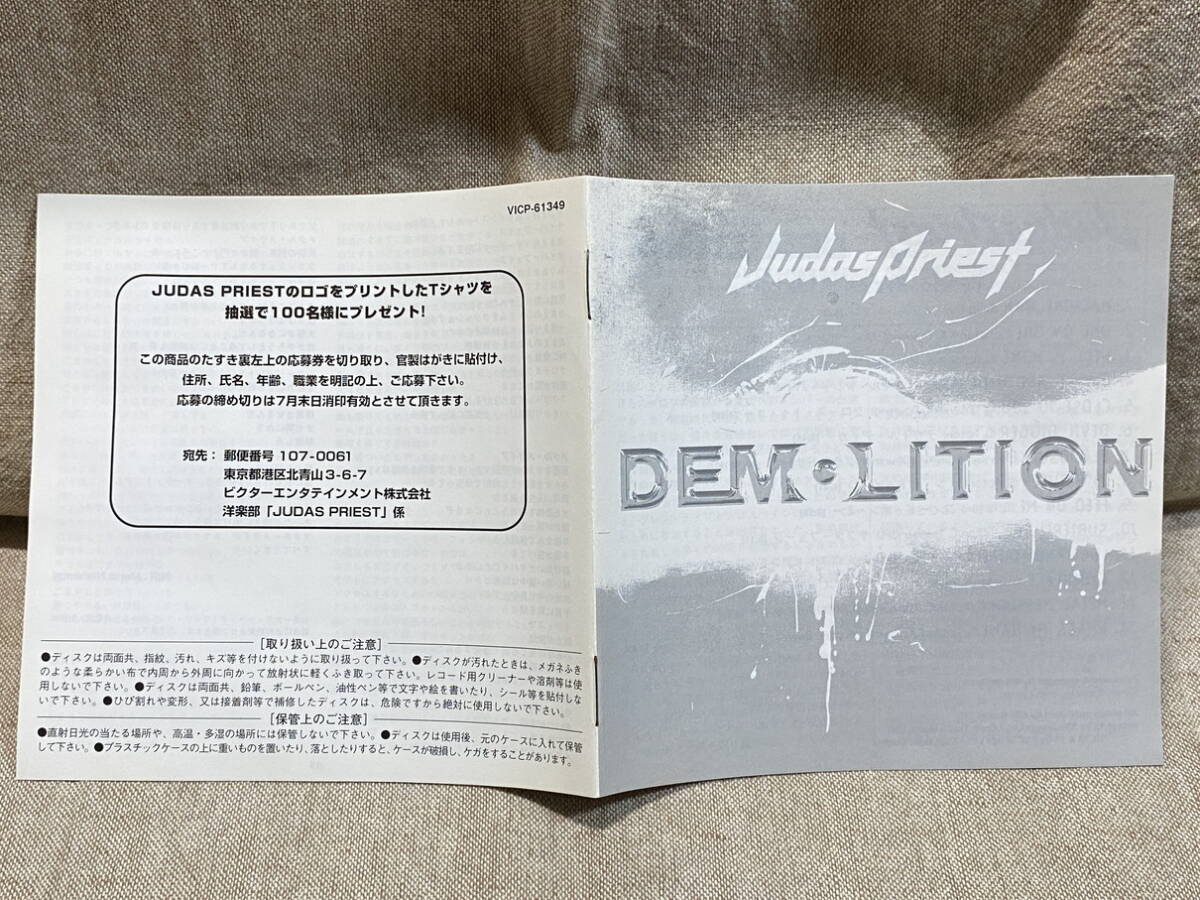 VICP-61349
JUDAS PRIESTのロゴをプリントしたTシャツを
抽選で100名様にプレゼント!
この商品のたすき裏左上の応募券を切り取り、官製はがきに貼付け、
住所、氏名、年齢、職業を明記の上、ご応募下さい。
応募の締め切りは7月末日消印有効とさせて頂きます。
宛先： 郵便番号 107-0061
東京都港区北青山3-6-7
ビクターエンタテインメント株式会社
洋楽部「JUDAS PRIEST」係
[取り扱い上のご注意]
●ディスクは両面共、指紋、汚れ、キズ等を付けないように取り扱って下さい。●ディスクが汚れたときは、メガネふき
のような柔らかい布で内周から外周に向かって放射状に軽くふき取って下さい。レコード用クリーナーや溶剤等は使
用しないで下さい。●ディスクは両面共、鉛筆、ボールペン、油性ペン等で文字や絵を書いたり、シール等を貼付しな
いで下さい。●ひび割れや変形、又は接着剤等で補修したディスクは、危険ですから絶対に使用しないで下さい。
[保管上のご注意]
●直射日光の当たる場所や、高温・多湿の場所には保管しないで下さい。●ディスクは使用後、元のケースに入れて保管
して下さい。●プラスチックケースの上に重いものを置いたり、落としたりすると、ケースが破損し、ケガをすることがあります。
Judas Priest
DEM•LITION